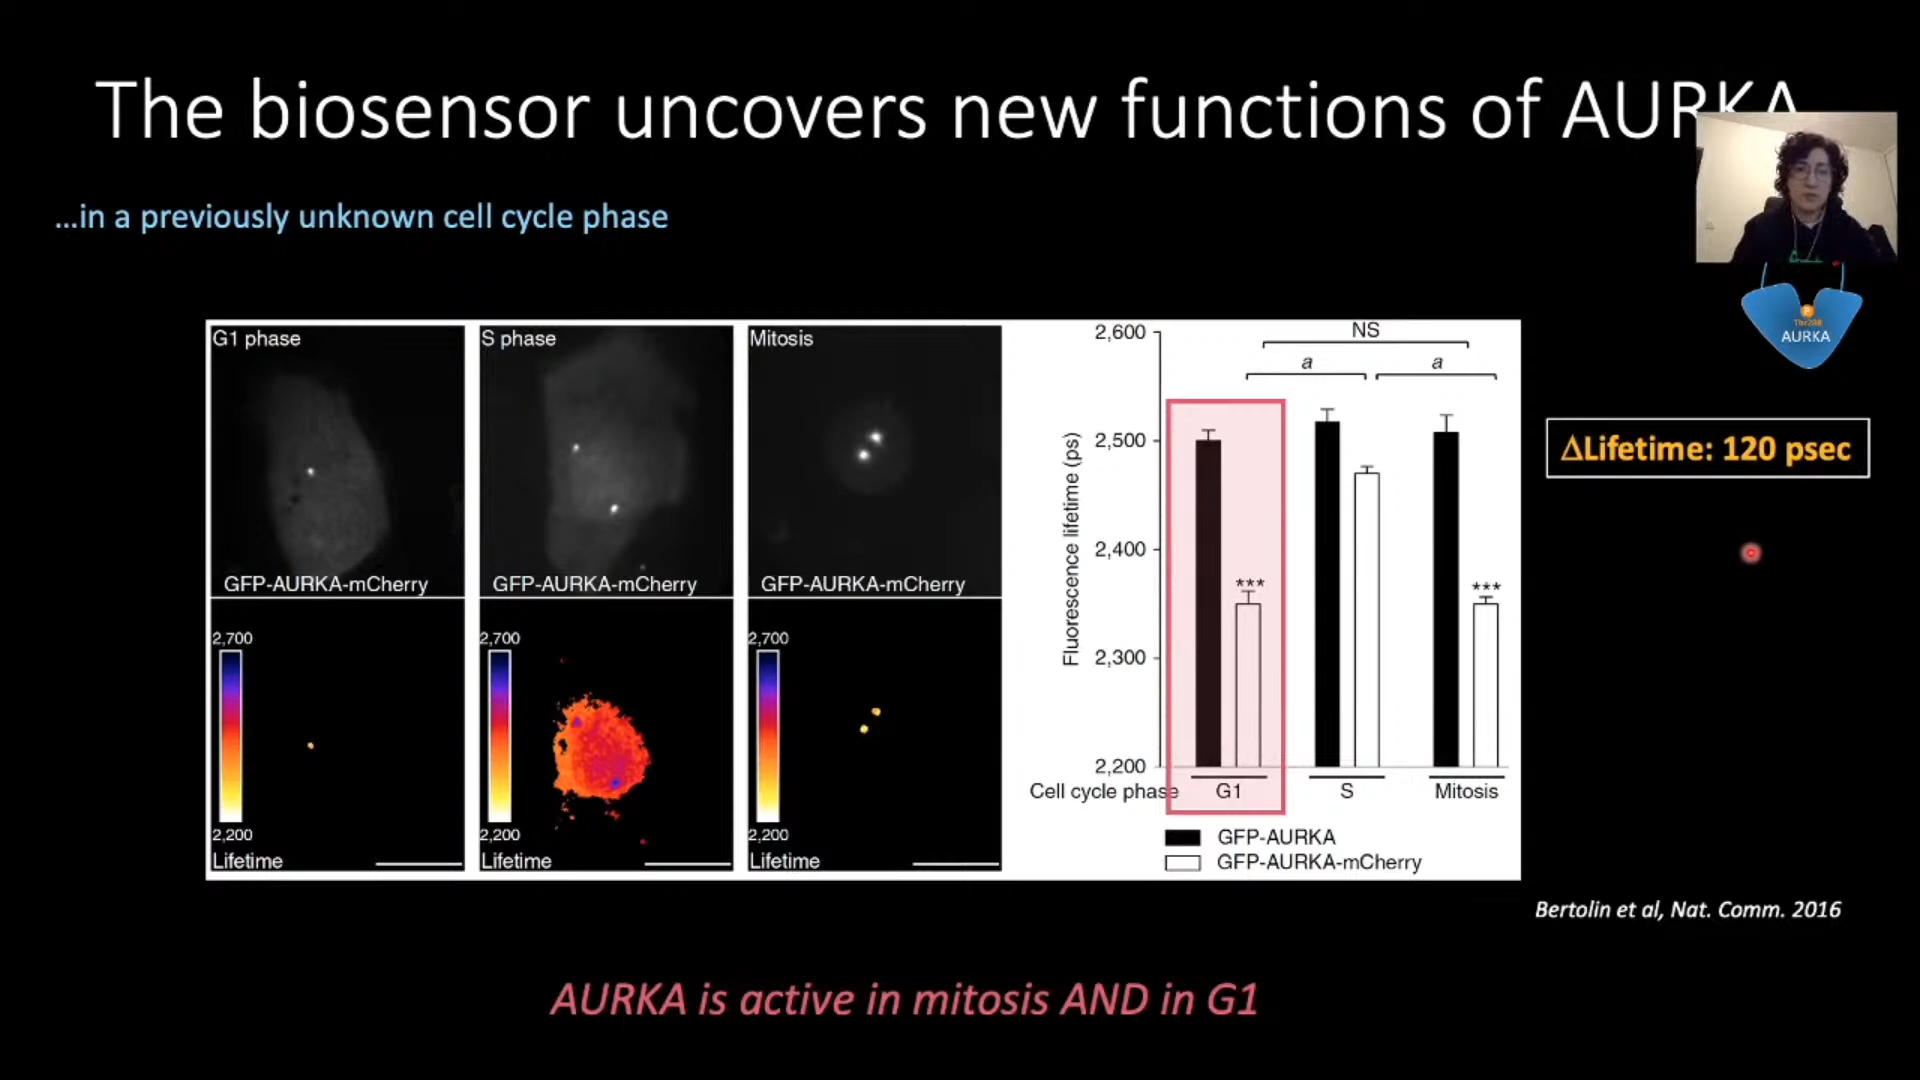 The biosensor uncovers new functions of AURKA
...in a previously unknown cell cycle phase
G1 phase
S phase
Mitosis
GFP-AURKA-mCherry
GFP-AURKA-mCherry
GFP-AURKA-mCherry
2,700
2,200
Lifetime
2,700
2,200
Lifetime
2,700
2,200
Lifetime
Fluorescence lifetime (ps)
2,600
2,500
2,400
2,300
2,200
NS
a
a
***
***
Cell cycle phase
G1
S
Mitosis
GFP-AURKA
GFP-AURKA-mCherry
P
Thr288
AURKA
ΔLifetime: 120 psec
Bertolin et al, Nat. Comm. 2016
AURKA is active in mitosis AND in G1